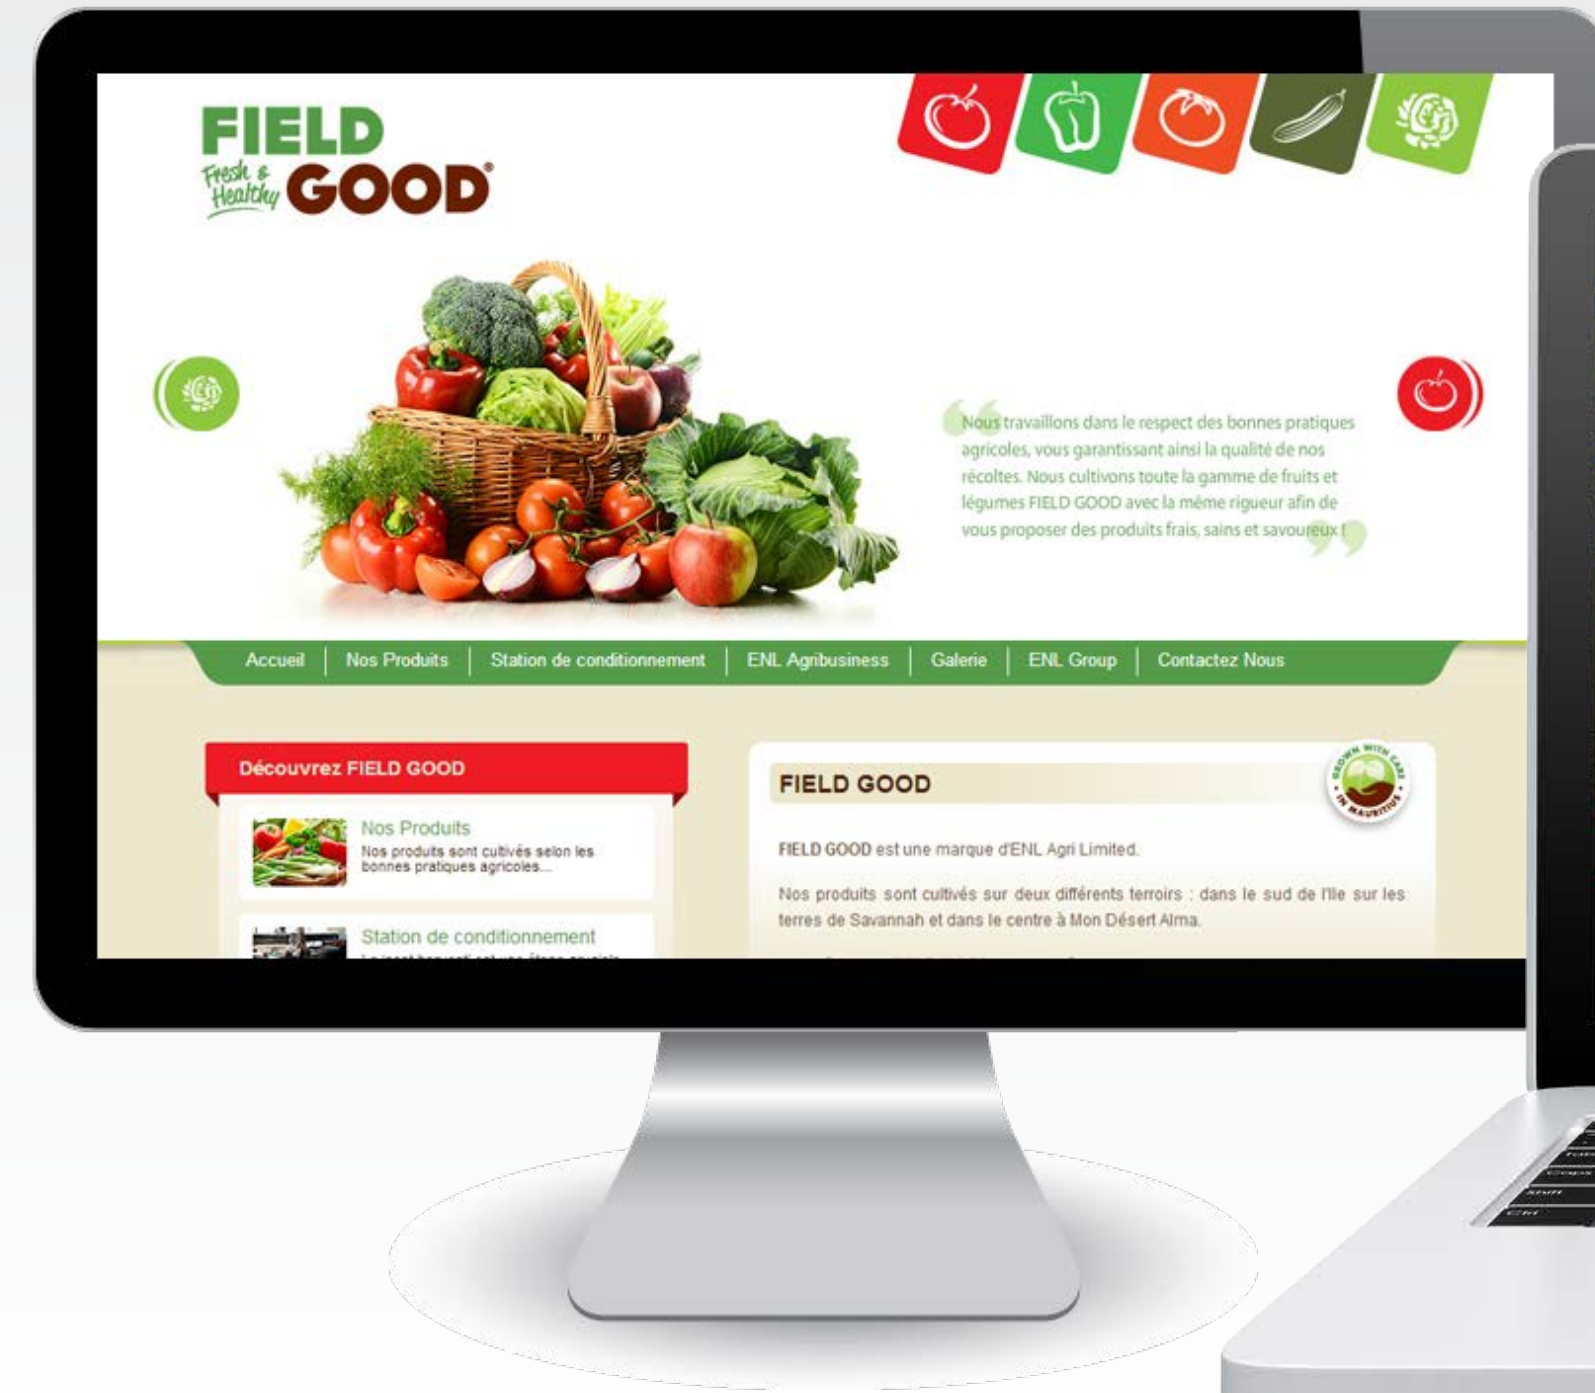 FIELD
Fresh &
Healthy
GOOD®
Nous travaillons dans le respect des bonnes pratiques
agricoles, vous garantissant ainsi la qualité de nos
récoltes. Nous cultivons toute la gamme de fruits et
légumes FIELD GOOD avec la même rigueur afin de
vous proposer des produits frais, sains et savoureux !
Accueil | Nos Produits | Station de conditionnement | ENL Agribusiness | Galerie | ENL Group | Contactez Nous
Découvrez FIELD GOOD
Nos Produits
Nos produits sont cultivés selon les
bonnes pratiques agricoles...
Station de conditionnement
FIELD GOOD
GROWN WITH CARE
• IN MAURITIUS •
FIELD GOOD est une marque d'ENL Agri Limited.
Nos produits sont cultivés sur deux différents terroirs : dans le sud de l'île sur les
terres de Savannah et dans le centre à Mon Désert Alma.
Caps
Shift
Ctrl